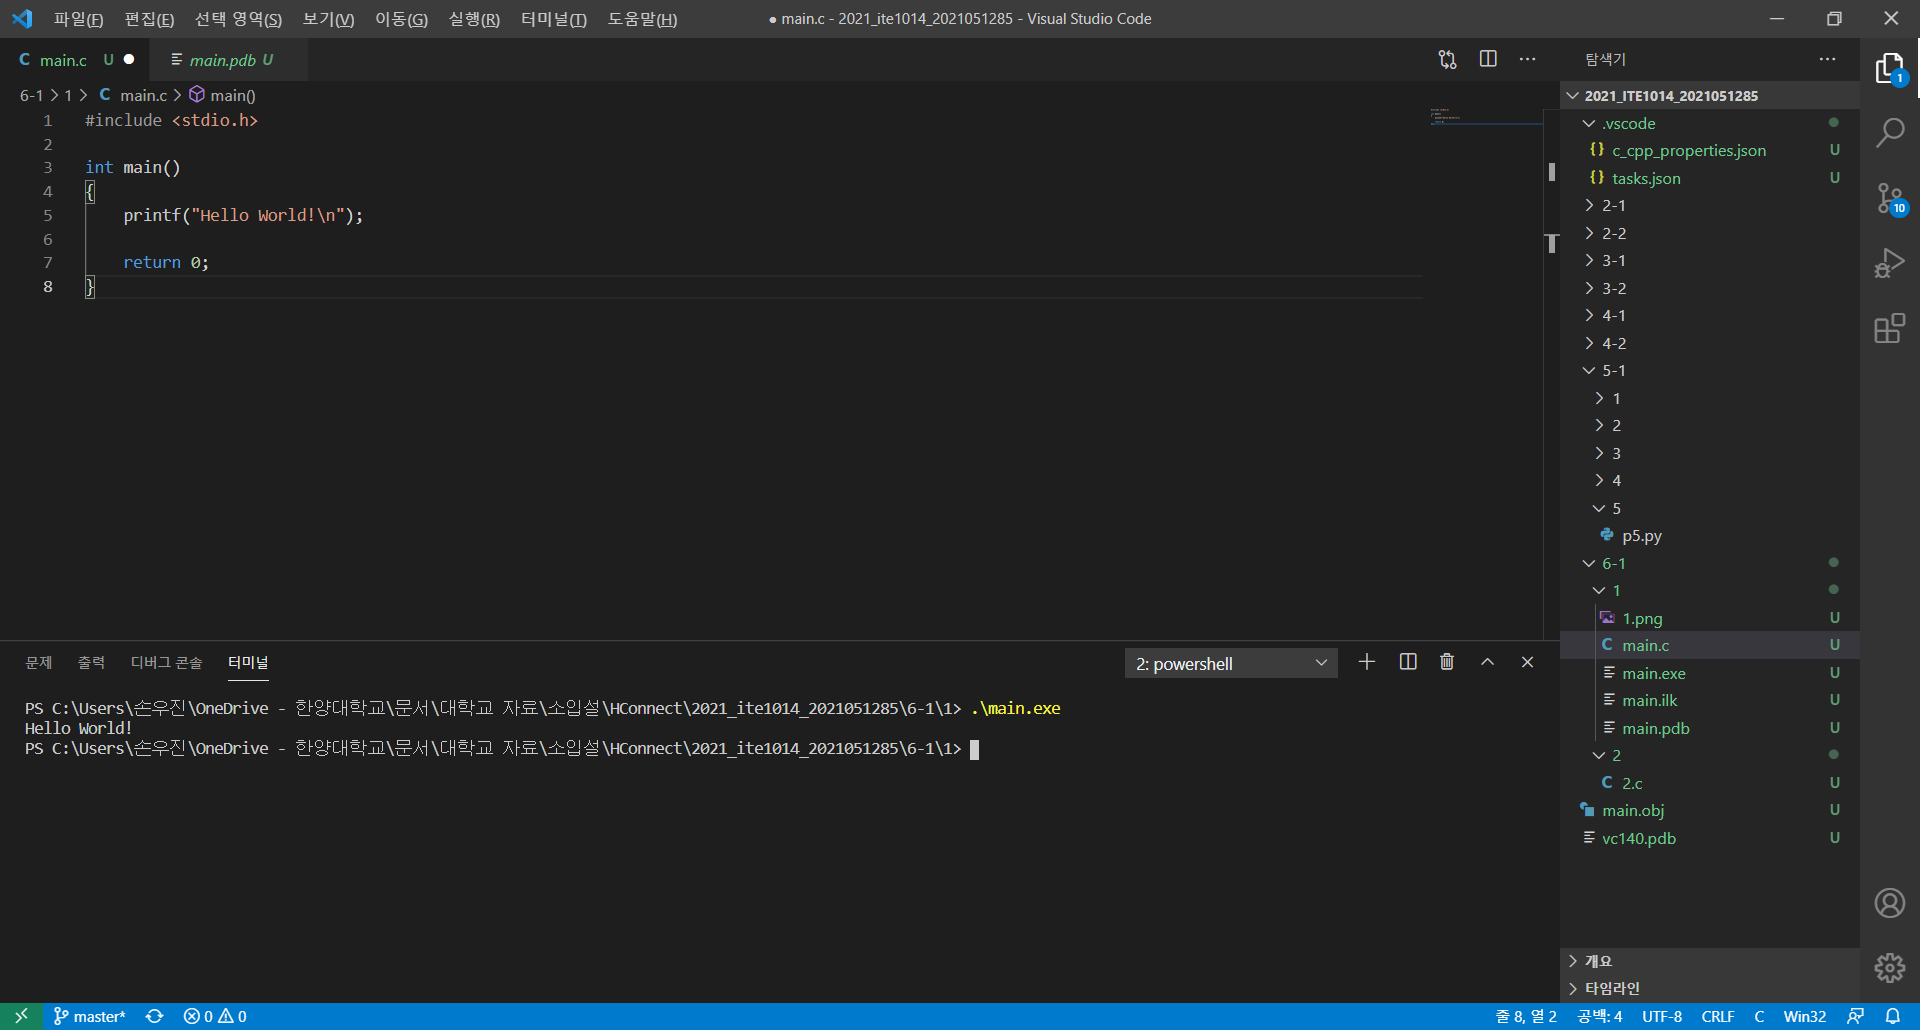 파일(F) 편집(E) 선택 영역(S) 보기(V) 이동(G) 실행(R) 터미널(T) 도움말(H) ● main.c - 2021_ite1014_2021051285 - Visual Studio Code
C main.c U ● main.pdb U
6-1 > 1 > C main.c > main()
1 #include <stdio.h>
2
3 int main()
4 {
5     printf("Hello World!\n");
6
7     return 0;
8 }
문제 출력 디버그 콘솔 터미널 2: powershell
PS C:\Users\손우진\OneDrive - 한양대학교\문서\대학교 자료\소입설\HConnect\2021_ite1014_2021051285\6-1\1> .\main.exe
Hello World!
PS C:\Users\손우진\OneDrive - 한양대학교\문서\대학교 자료\소입설\HConnect\2021_ite1014_2021051285\6-1\1>
탐색기
2021_ITE1014_2021051285
.vscode
{} c_cpp_properties.json U
{} tasks.json U
2-1
2-2
3-1
3-2
4-1
4-2
5-1
1
2
3
4
5
p5.py
6-1
1
1.png U
C main.c U
main.exe U
main.ilk U
main.pdb U
2
C 2.c U
main.obj U
vc140.pdb U
개요
타임라인
1
10
master* 0 0 줄 8, 열 2 공백: 4 UTF-8 CRLF C Win32